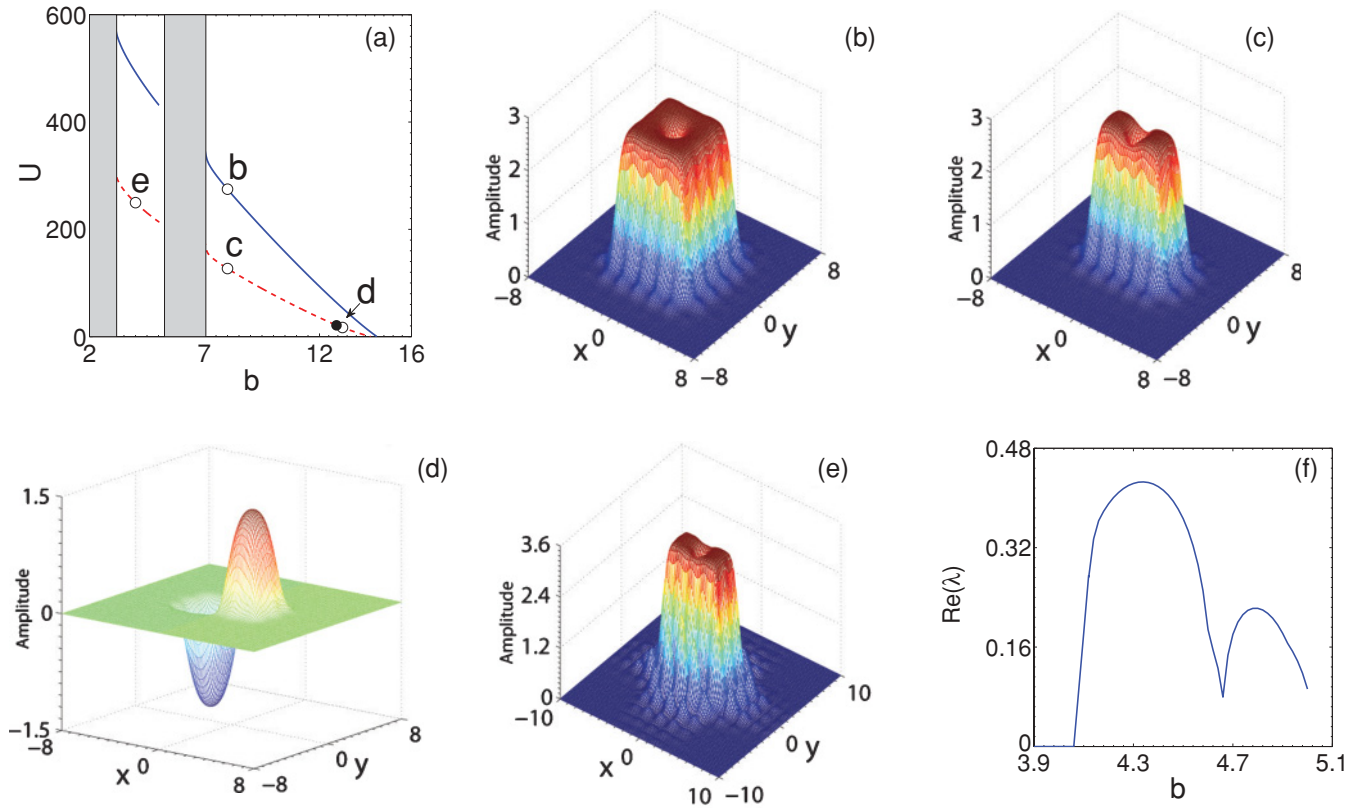 (a)
600
400
200
0
U
2
7
12
16
b
e
b
c
d
(b)
3
2
1
0
Amplitude
−8
x
0
8
−8
0
y
8
(c)
3
2
1
0
Amplitude
−8
x
0
8
−8
0
y
8
(d)
1.5
0
−1.5
Amplitude
−8
x
0
8
−8
0
y
8
(e)
3.6
2.4
1.2
0
Amplitude
−10
x
0
10
−10
0
y
10
(f)
0.48
0.32
0.16
0
Re(λ)
3.9
4.3
4.7
5.1
b